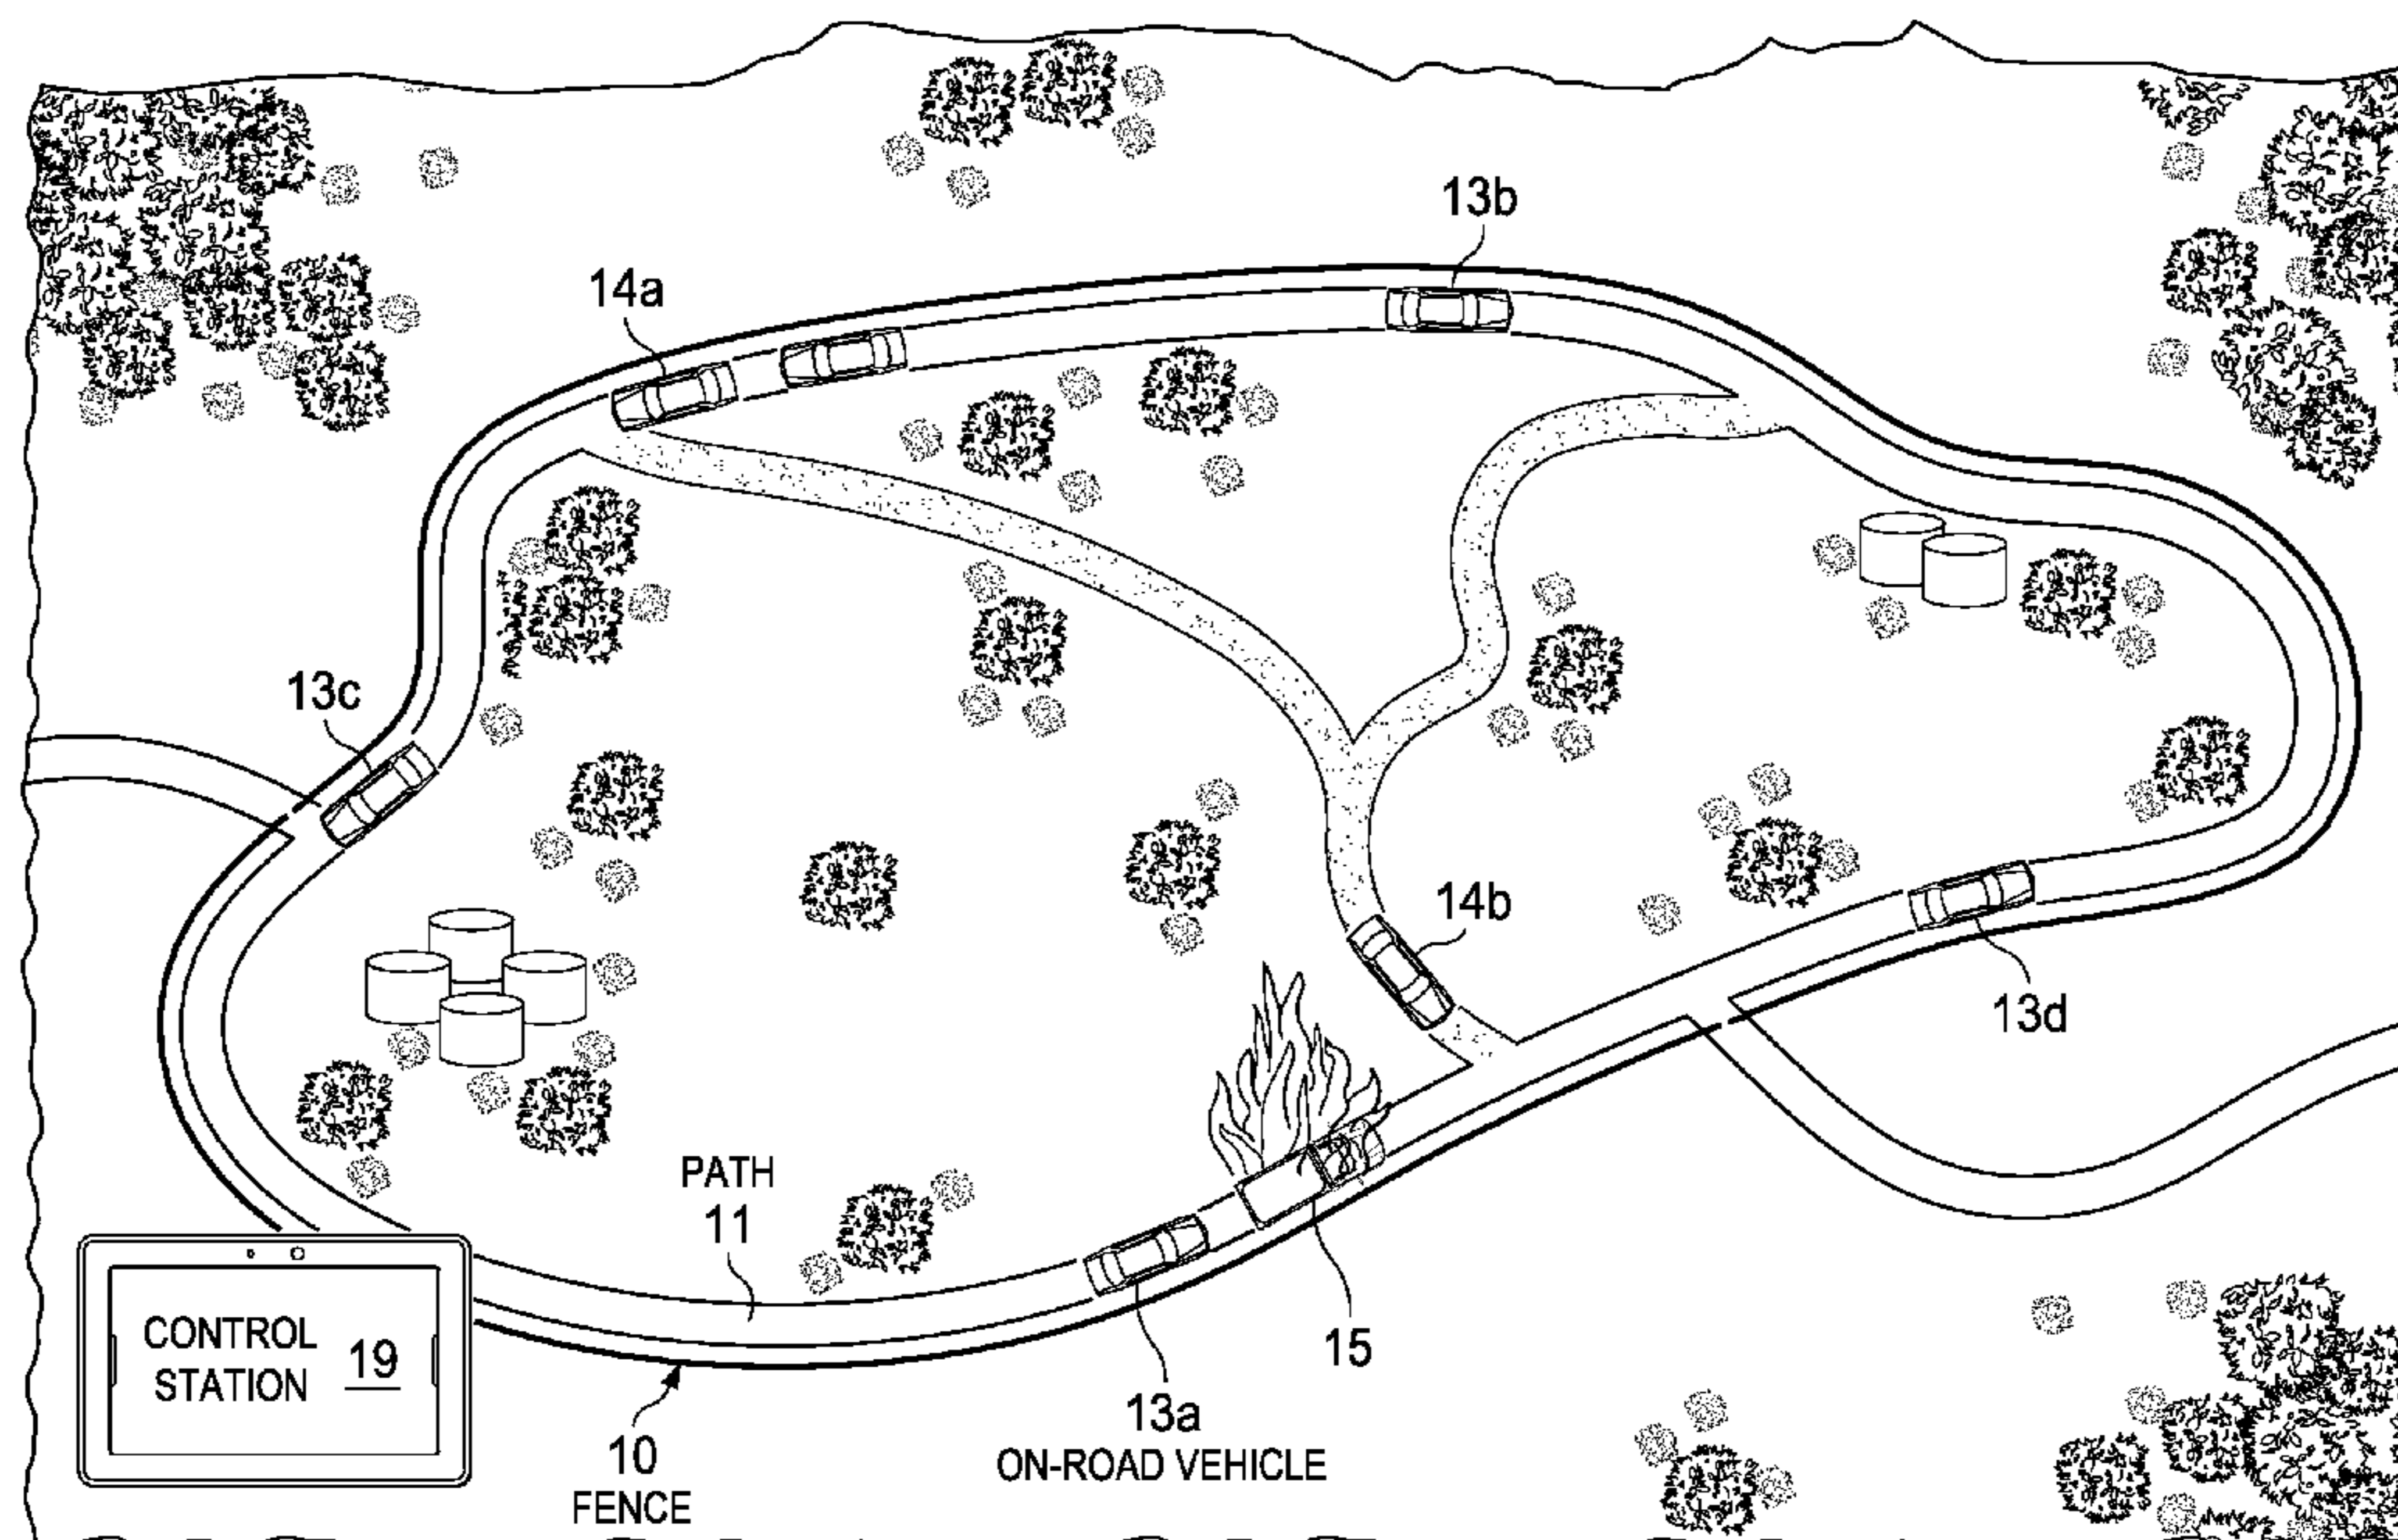 13b
14a
13c
14b
13d
PATH
11
15
CONTROL
STATION
19
13a
ON-ROAD VEHICLE
10
FENCE